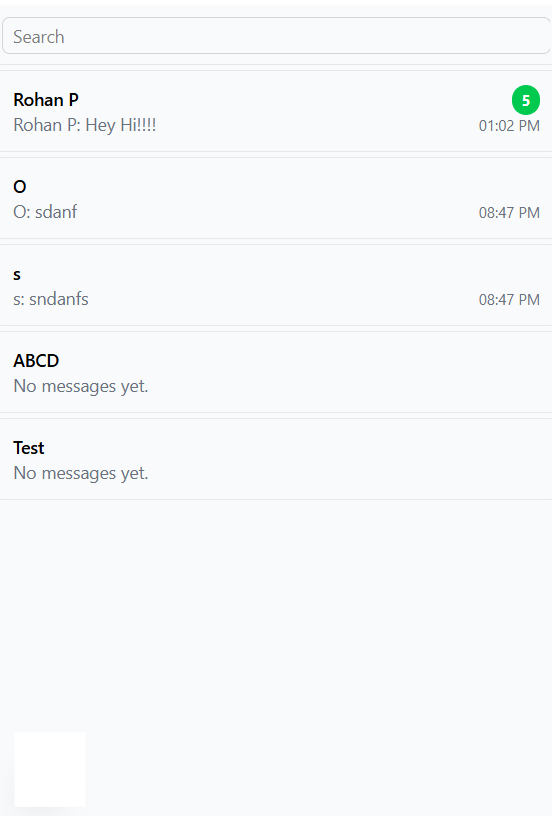 Search
Rohan P
5
Rohan P: Hey Hi!!!!
01:02 PM
O
O: sdanf
08:47 PM
s
s: sndanfs
08:47 PM
ABCD
No messages yet.
Test
No messages yet.